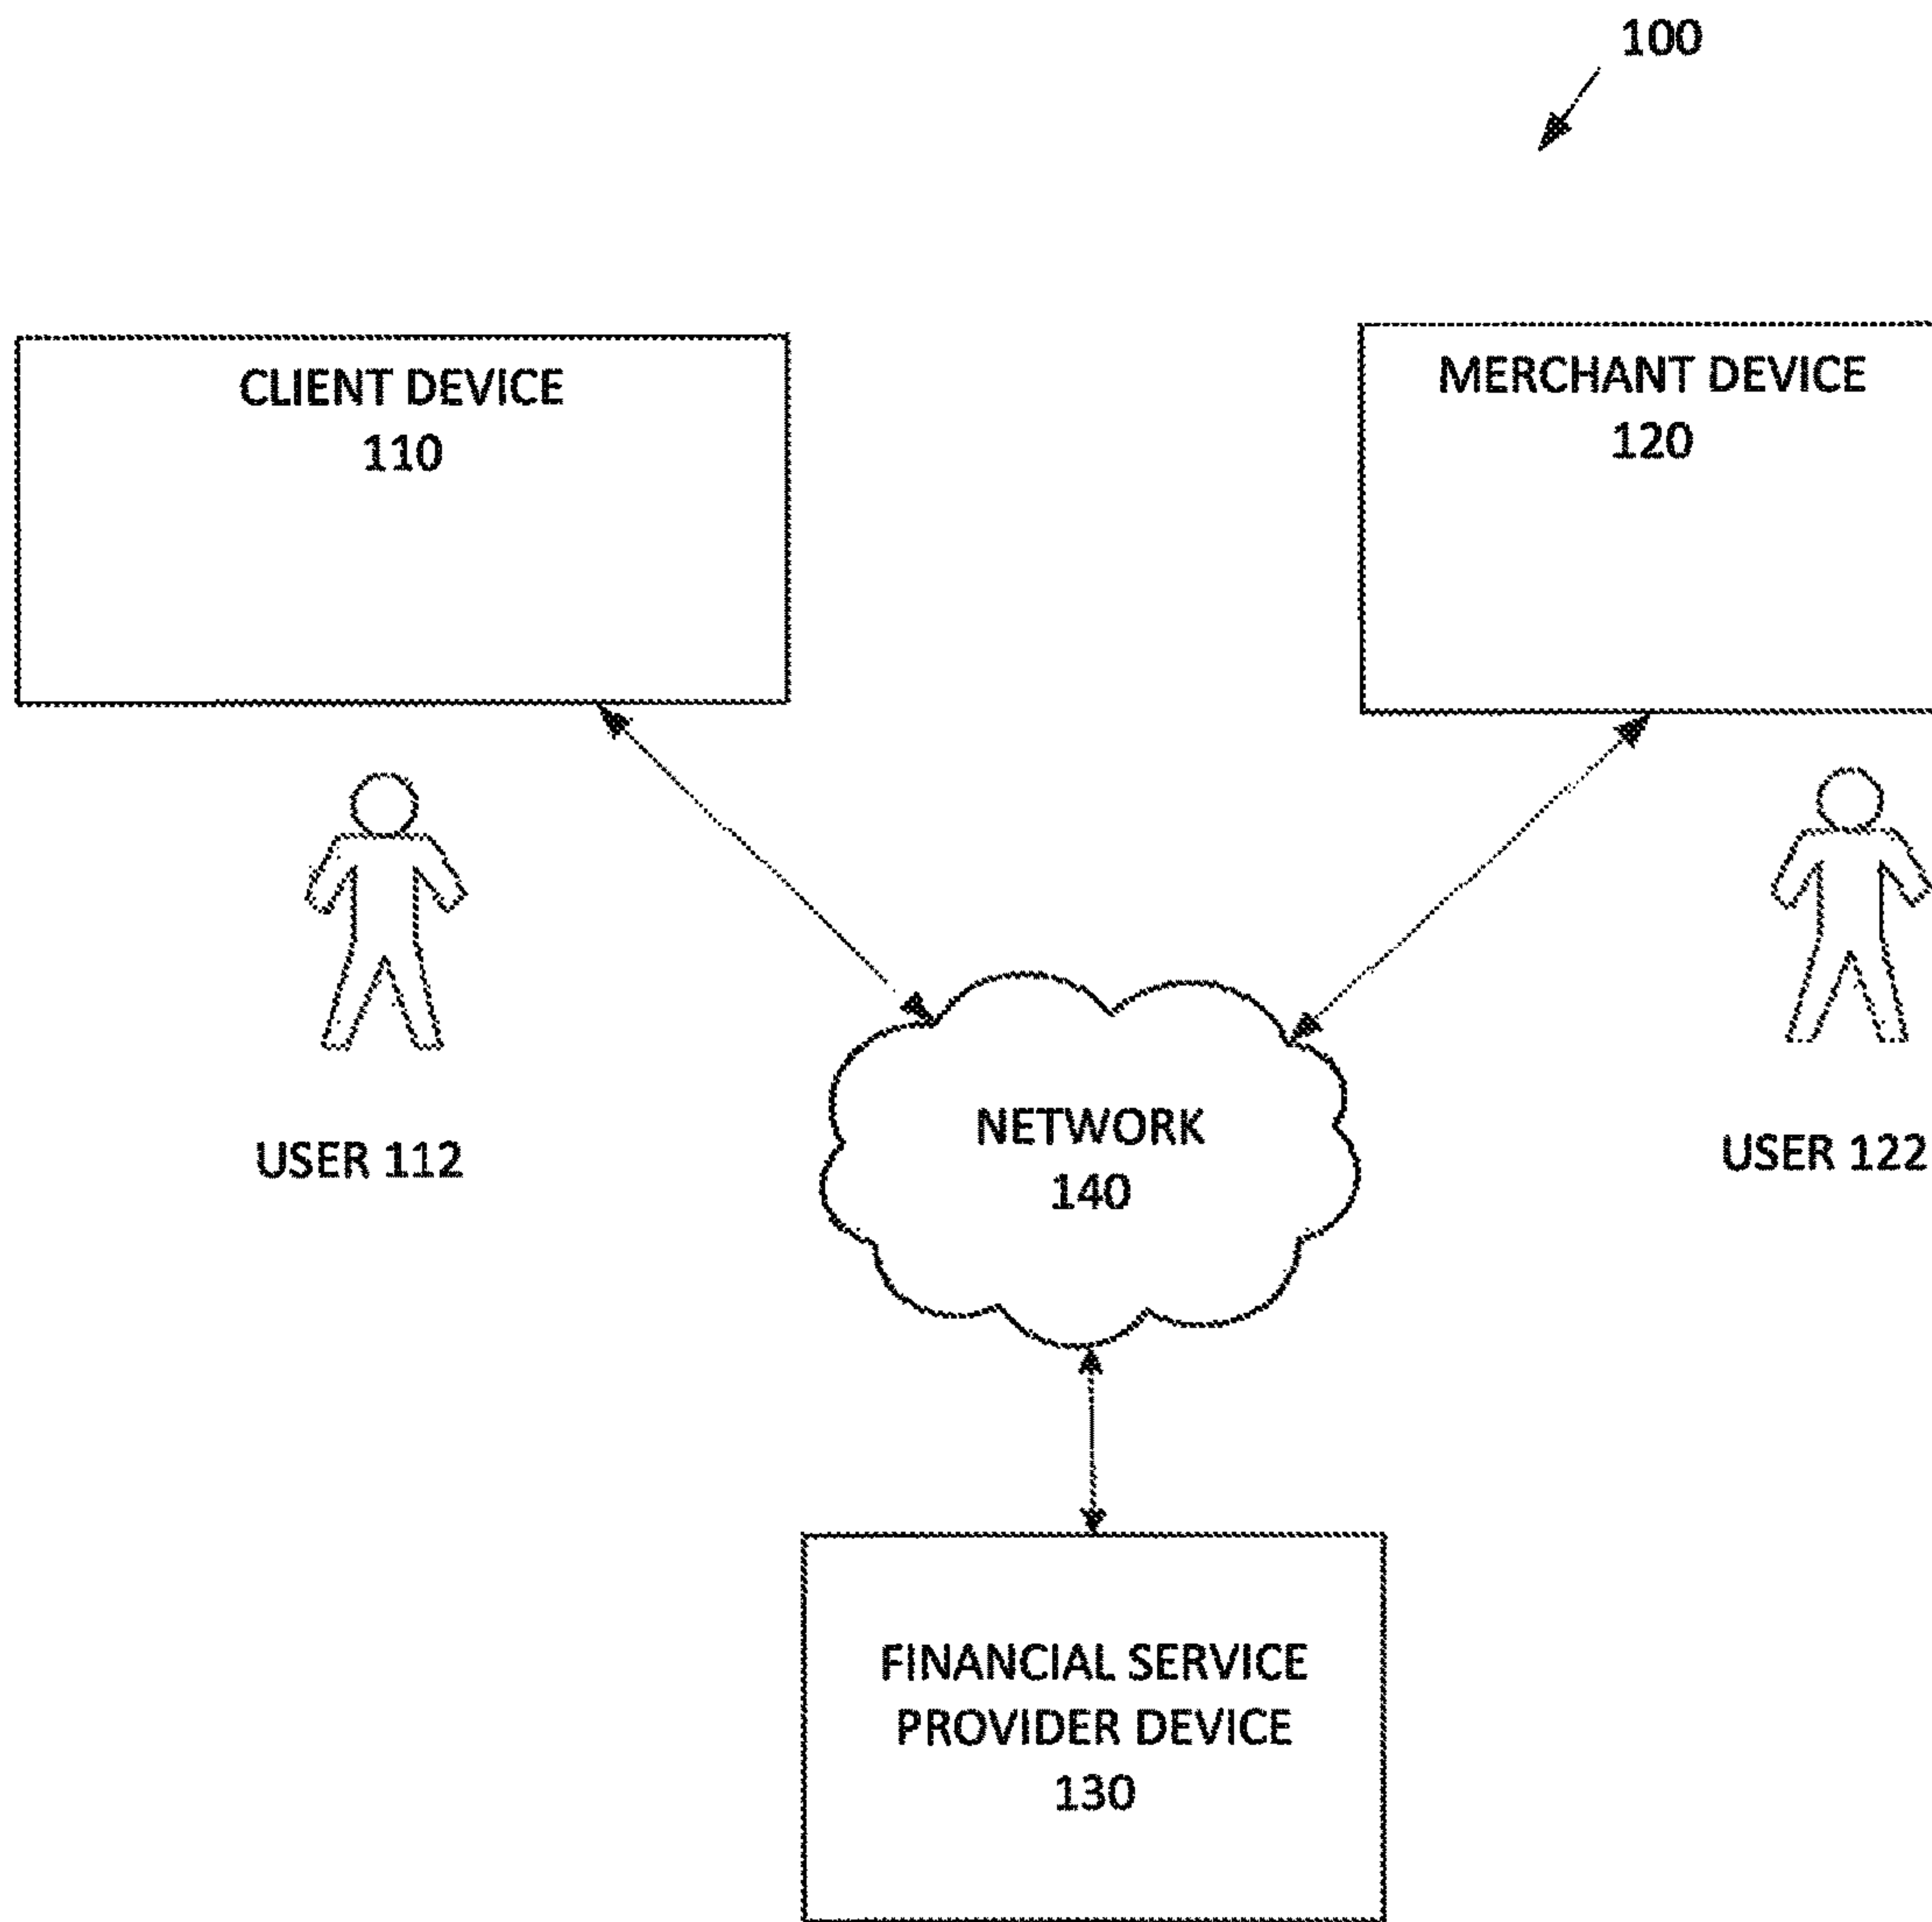 100
CLIENT DEVICE
110
MERCHANT DEVICE
120
USER 112
NETWORK
140
USER 122
FINANCIAL SERVICE
PROVIDER DEVICE
130